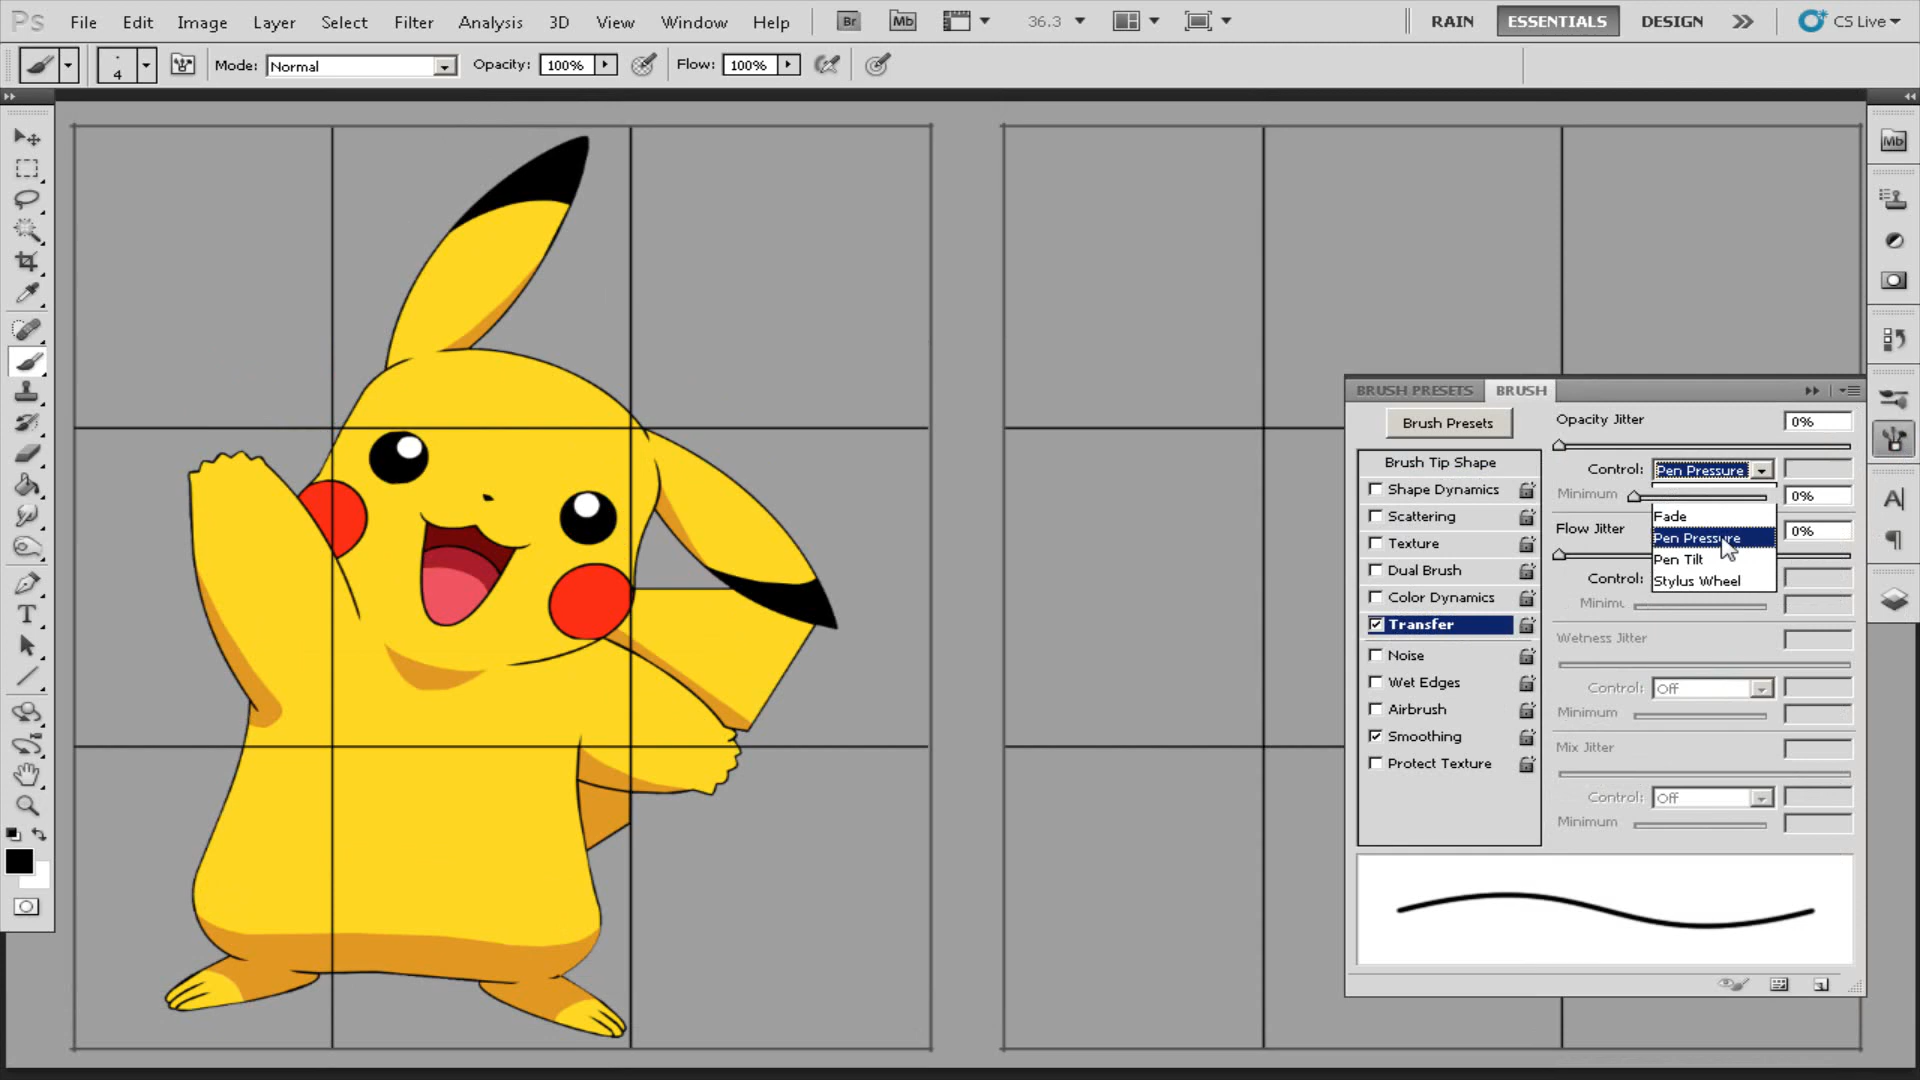 Ps File Edit Image Layer Select Filter Analysis 3D View Window Help Br Mb 36.3 RAIN ESSENTIALS DESIGN CS Live
4 Mode: Normal Opacity: 100% Flow: 100%
Mb
BRUSH PRESETS BRUSH
Brush Presets
Brush Tip Shape
Shape Dynamics
Scattering
Texture
Dual Brush
Color Dynamics
Transfer
Noise
Wet Edges
Airbrush
Smoothing
Protect Texture
Opacity Jitter 0%
Control: Pen Pressure
Minimum 0%
Fade
Flow Jitter 0%
Pen Pressure
Pen Tilt
Control:
Stylus Wheel
Minimu
Wetness Jitter
Control: Off
Minimum
Mix Jitter
Control: Off
Minimum
T
A